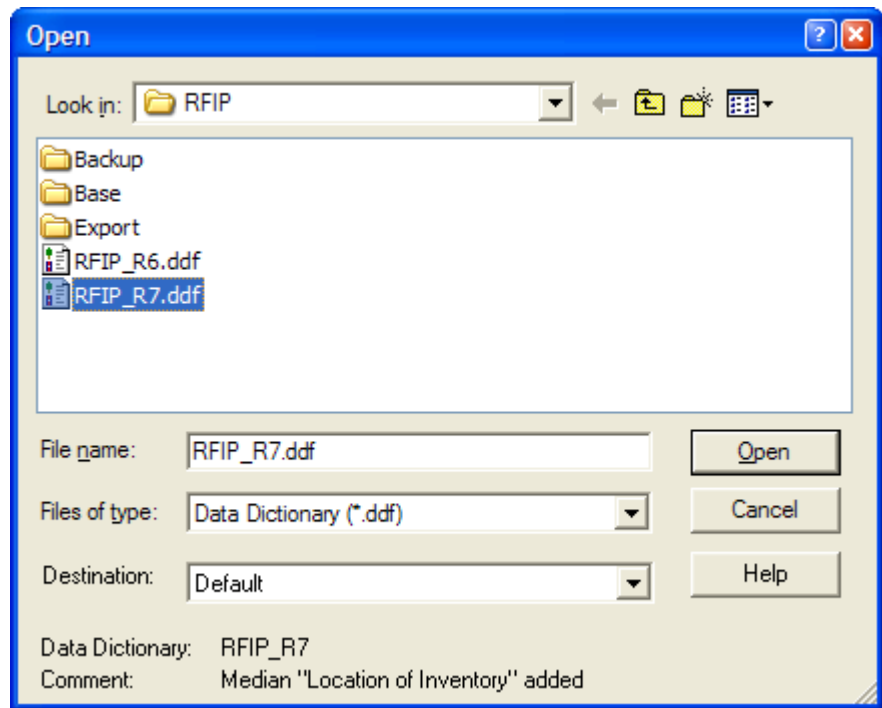 Open
Look in: RFIP
Backup
Base
Export
RFIP_R6.ddf
RFIP_R7.ddf
File name: RFIP_R7.ddf Open
Files of type: Data Dictionary (*.ddf) Cancel
Destination: Default Help
Data Dictionary: RFIP_R7
Comment: Median "Location of Inventory" added